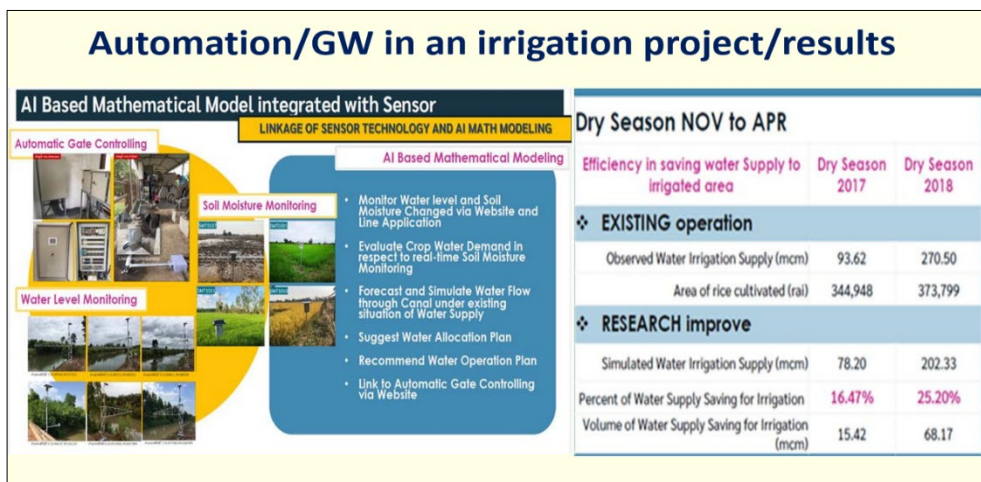 Automation/GW in an irrigation project/results
AI Based Mathematical Model integrated with Sensor
LINKAGE OF SENSOR TECHNOLOGY AND AI MATH MODELING
Automatic Gate Controlling
Soil Moisture Monitoring
Water Level Monitoring
AI Based Mathematical Modeling
• Monitor Water level and Soil
Moisture Changed via Website and
Line Application
• Evaluate Crop Water Demand in
respect to real-time Soil Moisture
Monitoring
• Forecast and Simulate Water Flow
through Canal under existing
situation of Water Supply
• Suggest Water Allocation Plan
• Recommend Water Operation Plan
• Link to Automatic Gate Controlling
via Website
Dry Season NOV to APR
Efficiency in saving water Supply to
irrigated area
Dry Season
2017
Dry Season
2018
❖ EXISTING operation
Observed Water Irrigation Supply (mcm) 93.62 270.50
Area of rice cultivated (rai) 344,948 373,799
❖ RESEARCH improve
Simulated Water Irrigation Supply (mcm) 78.20 202.33
Percent of Water Supply Saving for Irrigation 16.47% 25.20%
Volume of Water Supply Saving for Irrigation
(mcm) 15.42 68.17